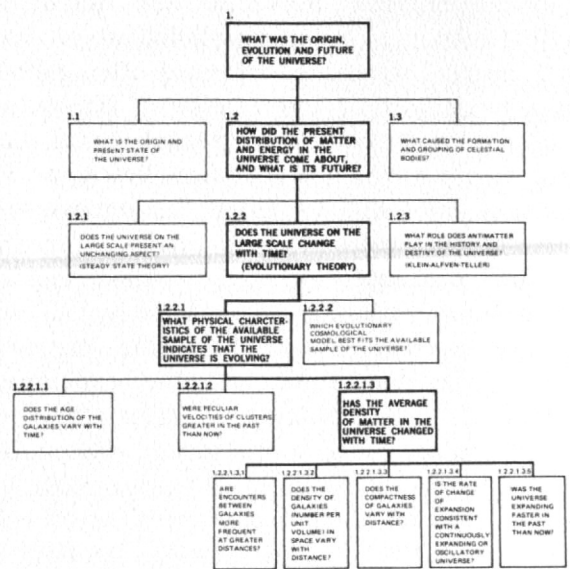 1.
WHAT WAS THE ORIGIN,
EVOLUTION AND FUTURE
OF THE UNIVERSE?
1.1
WHAT IS THE ORIGIN AND
PRESENT STATE OF
THE UNIVERSE?
1.2
HOW DID THE PRESENT
DISTRIBUTION OF MATTER
AND ENERGY IN THE
UNIVERSE COME ABOUT,
AND WHAT IS ITS FUTURE?
1.3
WHAT CAUSED THE FORMATION
AND GROUPING OF CELESTIAL
BODIES?
1.2.1
DOES THE UNIVERSE ON THE
LARGE SCALE PRESENT AN
UNCHANGING ASPECT?
(STEADY STATE THEORY)
1.2.2
DOES THE UNIVERSE ON THE
LARGE SCALE CHANGE
WITH TIME?
(EVOLUTIONARY THEORY)
1.2.3
WHAT ROLE DOES ANTIMATTER
PLAY IN THE HISTORY AND
DESTINY OF THE UNIVERSE?
(KLEIN-ALFVEN-TELLER)
1.2.2.1
WHAT PHYSICAL CHARCTER-
ISTICS OF THE AVAILABLE
SAMPLE OF THE UNIVERSE
INDICATES THAT THE
UNIVERSE IS EVOLVING?
1.2.2.2
WHICH EVOLUTIONARY
COSMOLOGICAL
MODEL BEST FITS THE AVAILABLE
SAMPLE OF THE UNIVERSE?
1.2.2.1.1
DOES THE AGE
DISTRIBUTION OF THE
GALAXIES VARY WITH
TIME?
1.2.2.1.2
WERE PECULIAR
VELOCITIES OF CLUSTERS
GREATER IN THE PAST
THAN NOW?
1.2.2.1.3
HAS THE AVERAGE
DENSITY
OF MATTER IN THE
UNIVERSE CHANGED
WITH TIME?
1.2.2.1.3.1
ARE
ENCOUNTERS
BETWEEN
GALAXIES
MORE
FREQUENT
AT GREATER
DISTANCES?
1.2.2.1.3.2
DOES THE
DENSITY OF
GALAXIES
(NUMBER PER
UNIT
VOLUME) IN
SPACE VARY
WITH
DISTANCE?
1.2.2.1.3.3
DOES THE
COMPACTNESS
OF GALAXIES
VARY WITH
DISTANCE?
1.2.2.1.3.4
IS THE RATE
OF CHANGE
OF
EXPANSION
CONSISTENT
WITH A
CONTINUOUSLY
EXPANDING OR
OSCILLATORY
UNIVERSE?
1.2.2.1.3.5
WAS THE
UNIVERSE
EXPANDING
FASTER IN
THE PAST
THAN NOW?